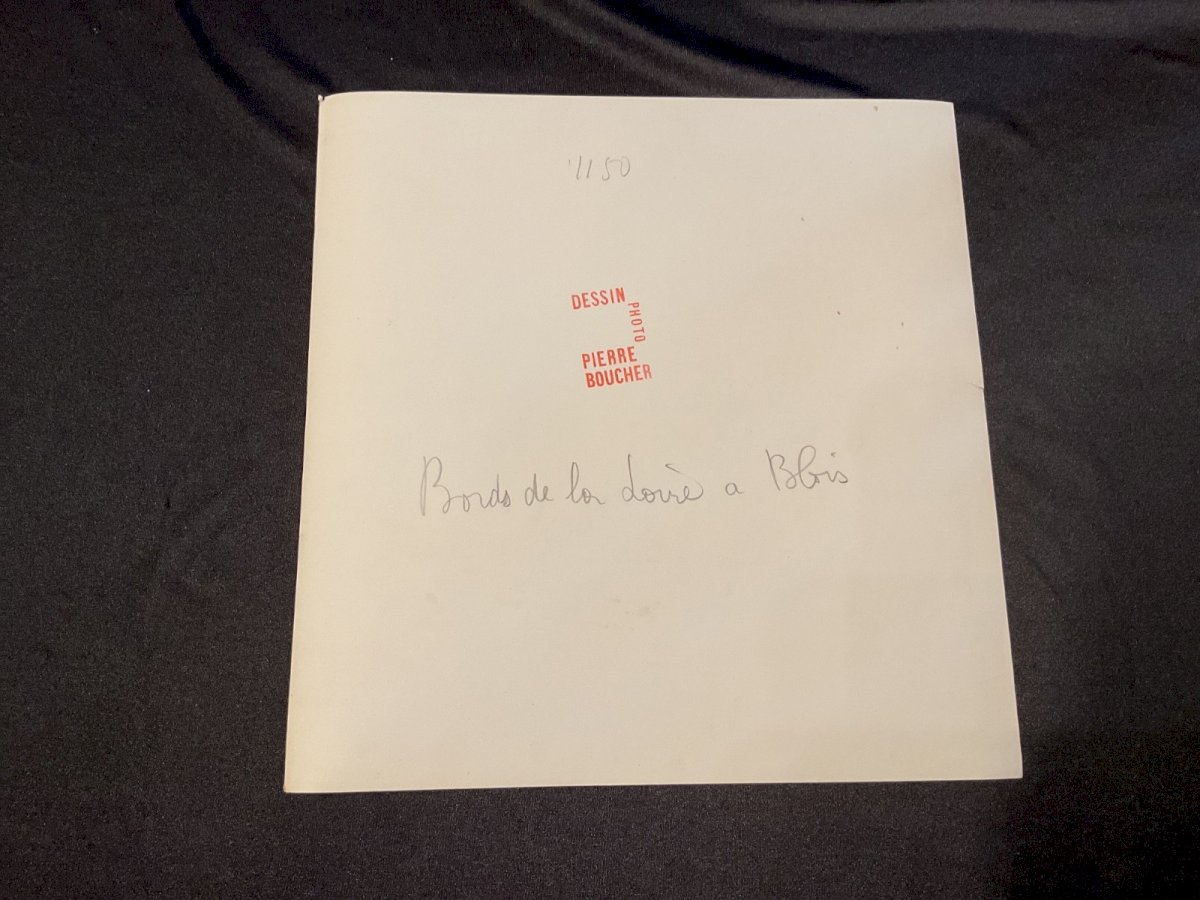 1150
DESSIN
PHOTO
PIERRE
BOUCHER
Bords de la Loire a Blois